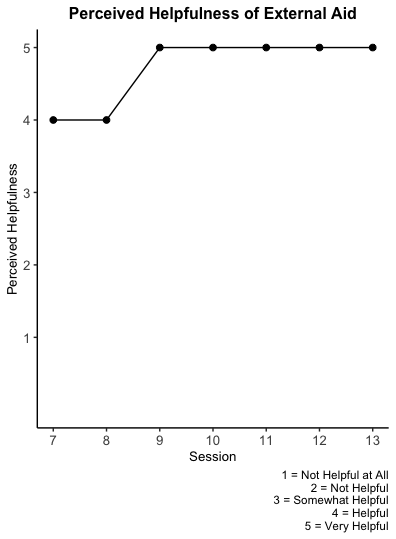 Perceived Helpfulness of External Aid
Perceived Helpfulness
5
4
3
2
1
7 8 9 10 11 12 13
Session
1 = Not Helpful at All
2 = Not Helpful
3 = Somewhat Helpful
4 = Helpful
5 = Very Helpful